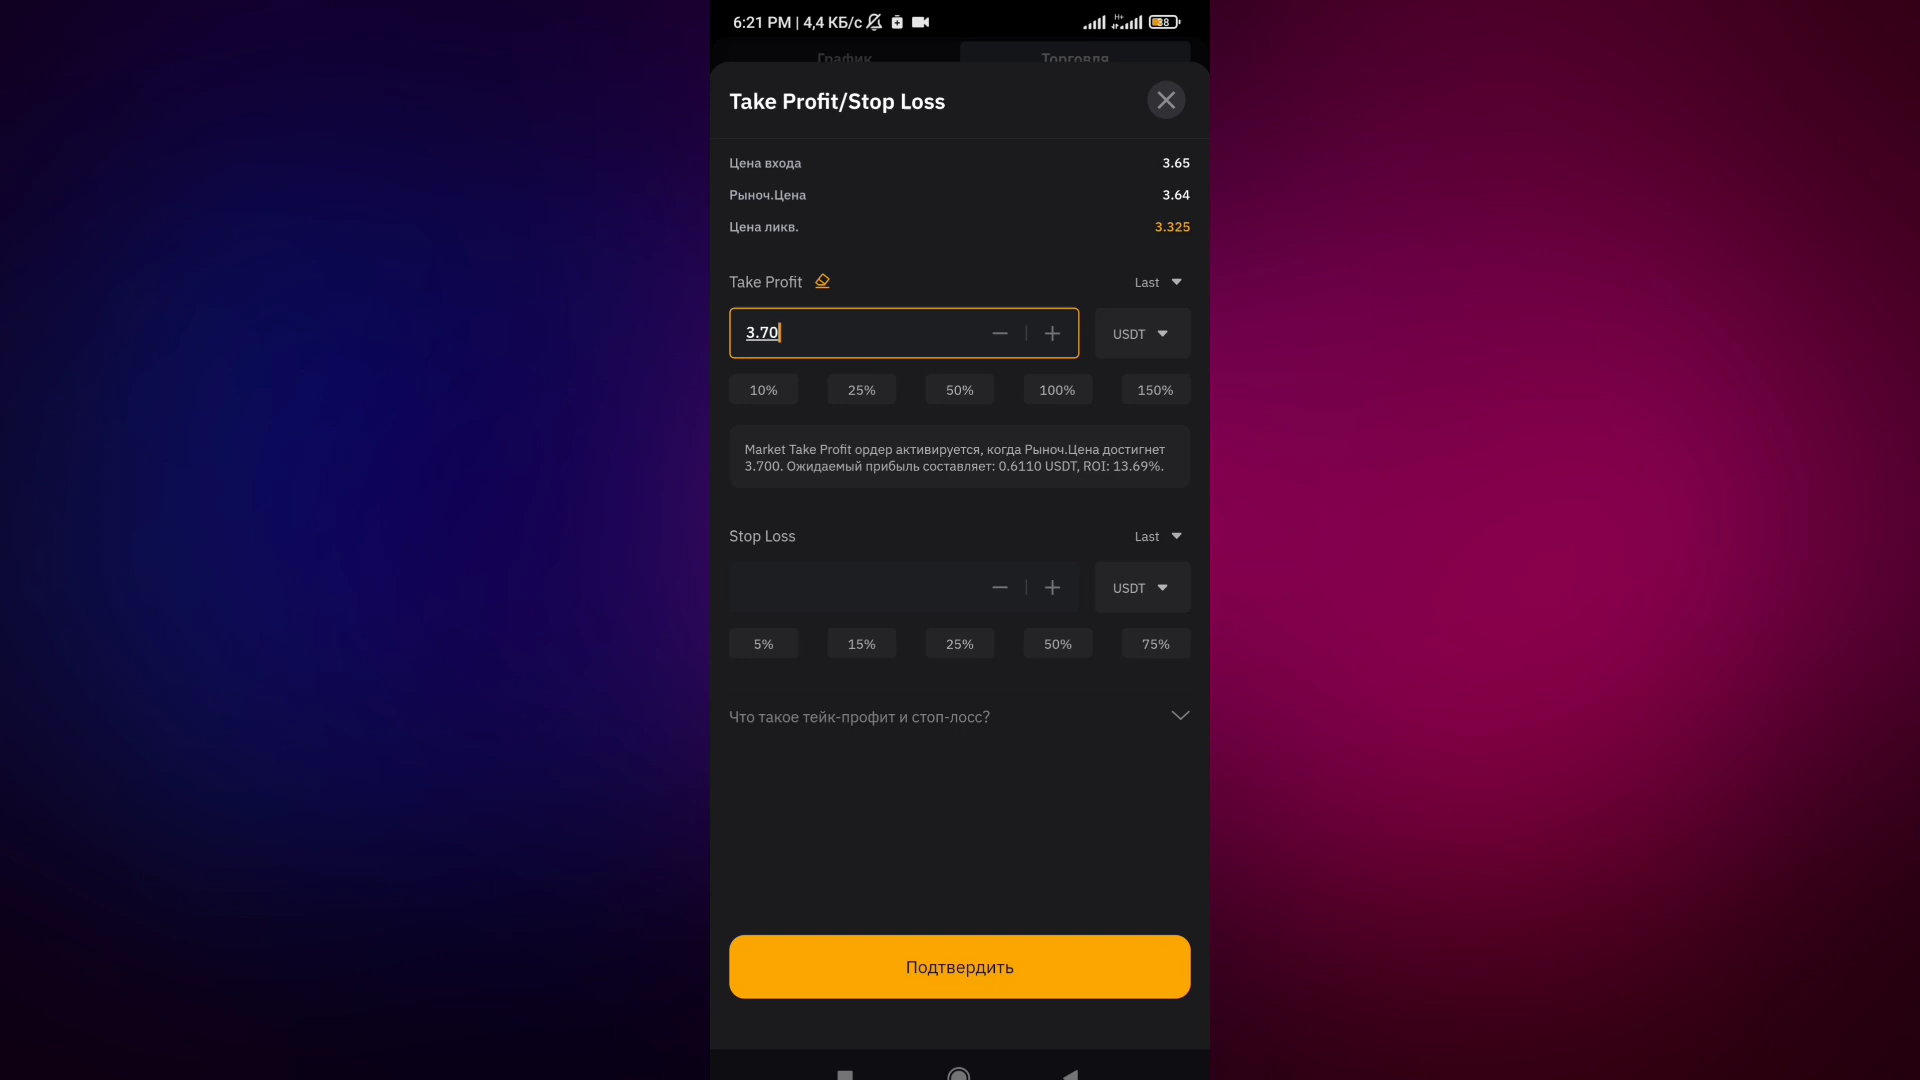 6:21 PM | 4,4 КБ/с H+ 38
График Торговля
Take Profit/Stop Loss
Цена входа 3.65
Рыноч.Цена 3.64
Цена ликв. 3.325
Take Profit Last
3.70 USDT
10% 25% 50% 100% 150%
Market Take Profit ордер активируется, когда Рыноч.Цена достигнет
3.700. Ожидаемый прибыль составляет: 0.6110 USDT, ROI: 13.69%.
Stop Loss Last
USDT
5% 15% 25% 50% 75%
Что такое тейк-профит и стоп-лосс?
Подтвердить